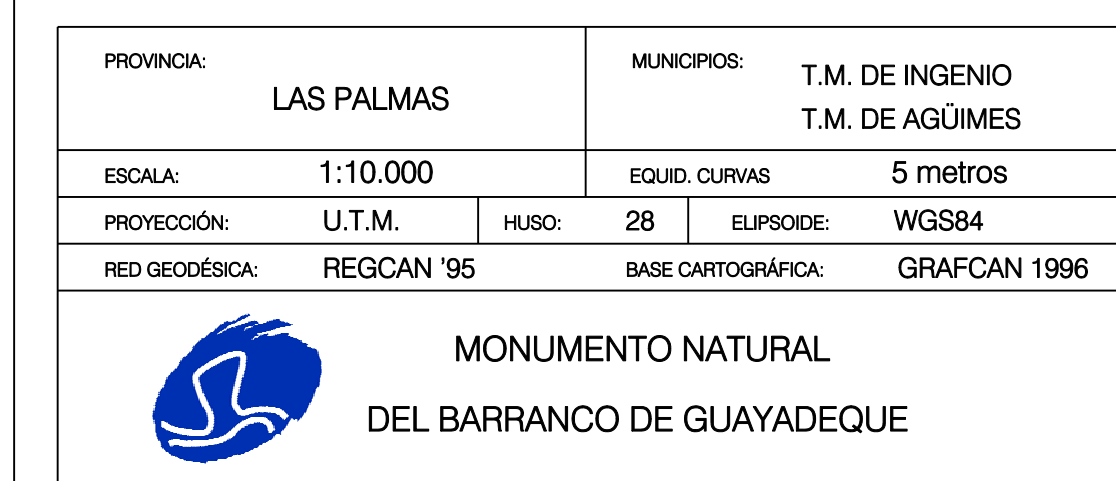 PROVINCIA:
LAS PALMAS
MUNICIPIOS:
T.M. DE INGENIO
T.M. DE AGÜIMES
ESCALA: 1:10.000 EQUID. CURVAS 5 metros
PROYECCIÓN: U.T.M. HUSO: 28 ELIPSOIDE: WGS84
RED GEODÉSICA: REGCAN '95 BASE CARTOGRÁFICA: GRAFCAN 1996
MONUMENTO NATURAL
DEL BARRANCO DE GUAYADEQUE